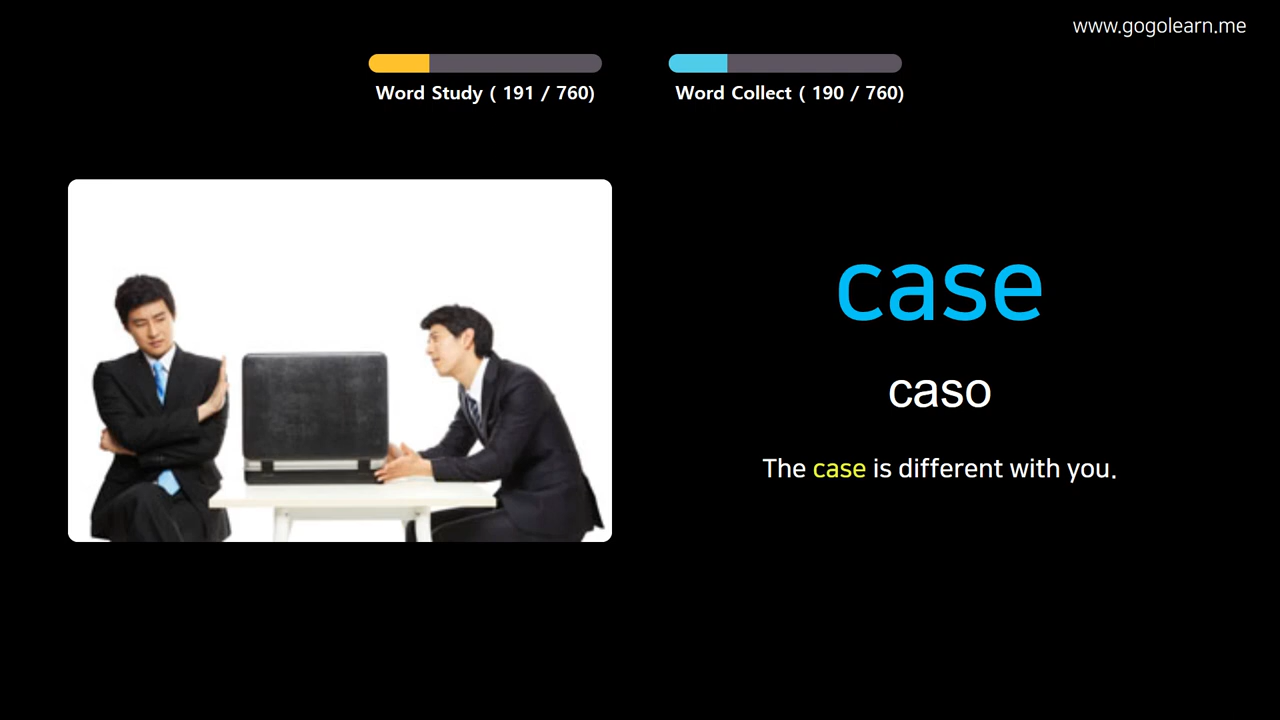 www.gogolearn.me
Word Study ( 191 / 760)
Word Collect ( 190 / 760)
case
caso
The case is different with you.